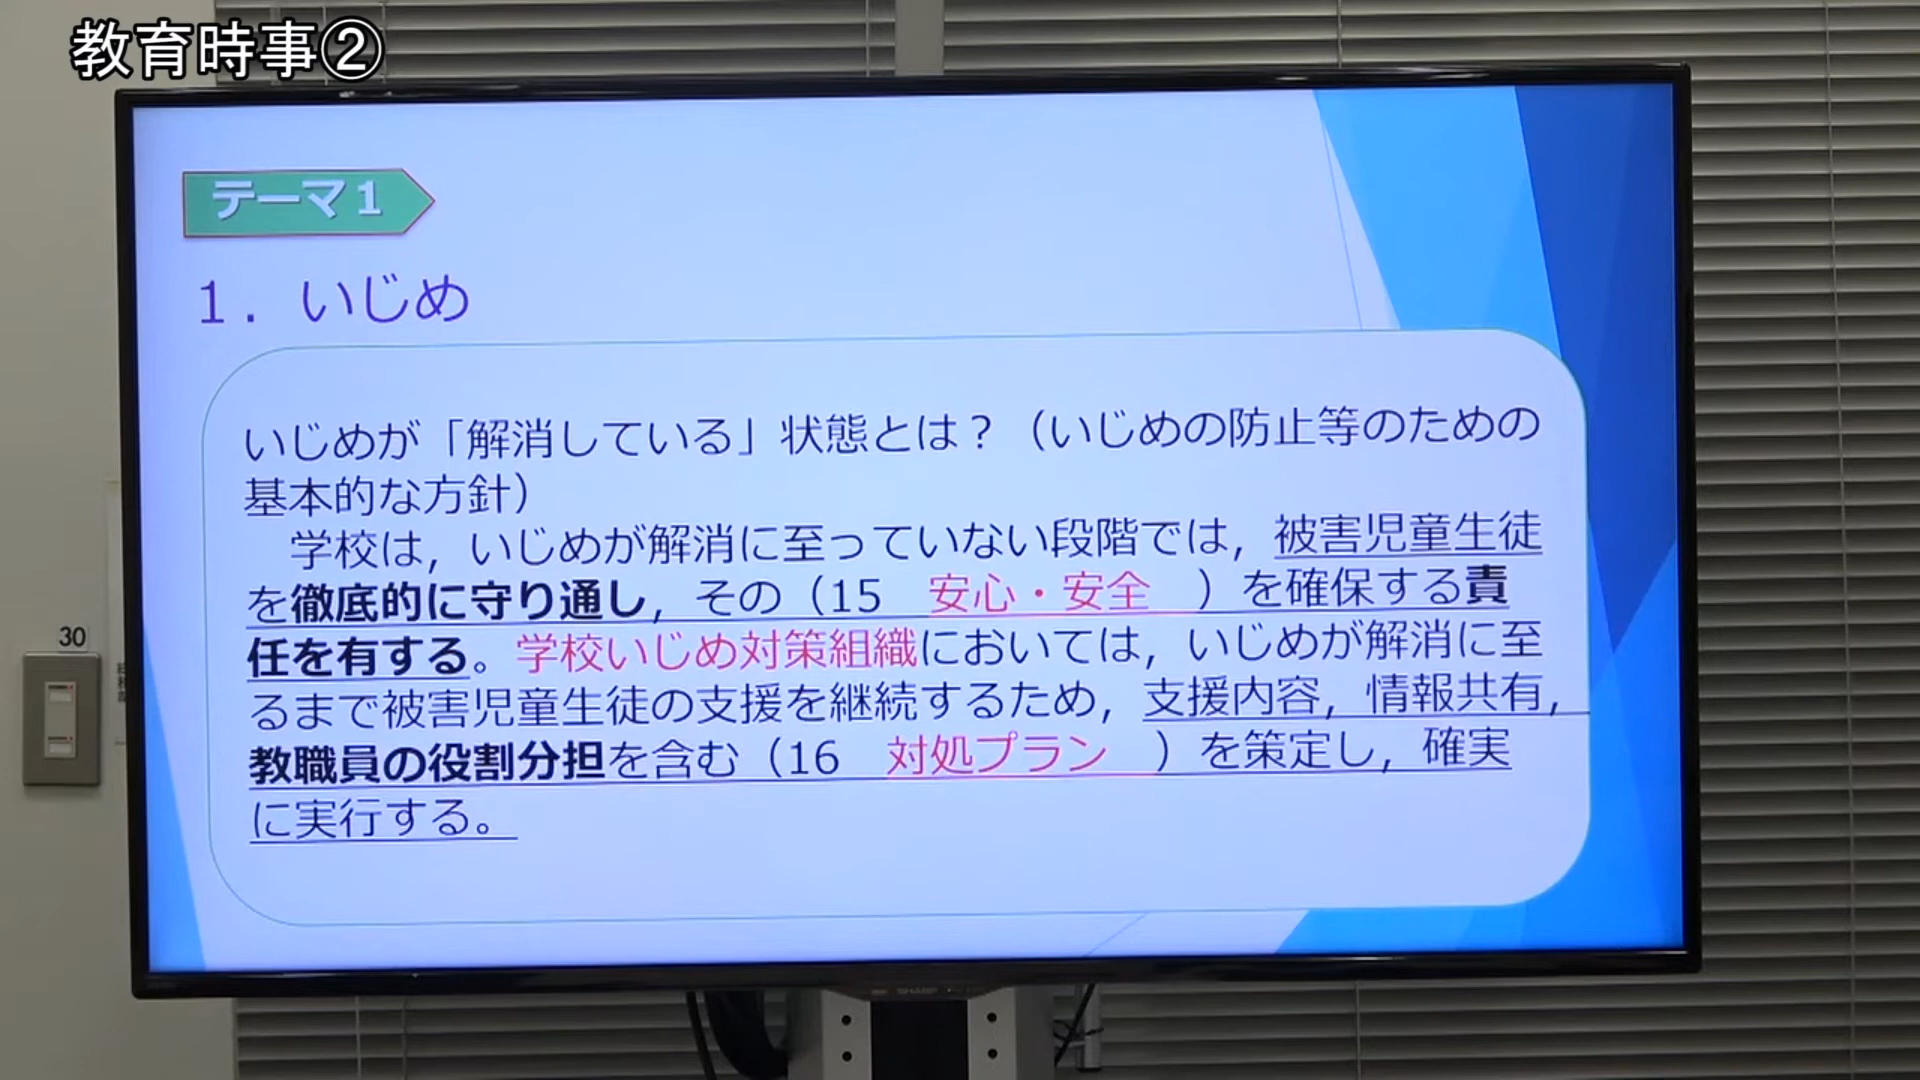 教育時事②
テーマ1
1．いじめ
いじめが「解消している」状態とは？（いじめの防止等のための
基本的な方針）
学校は，いじめが解消に至っていない段階では，被害児童生徒
を徹底的に守り通し，その（15　安心・安全　）を確保する責
任を有する。学校いじめ対策組織においては，いじめが解消に至
るまで被害児童生徒の支援を継続するため，支援内容，情報共有，
教職員の役割分担を含む（16　対処プラン　）を策定し，確実
に実行する。
30